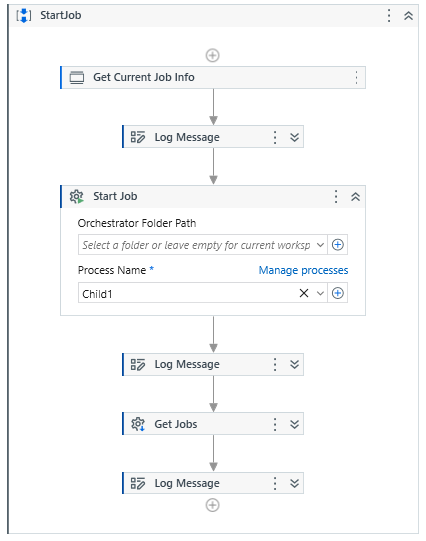 StartJob
Get Current Job Info
Log Message
Start Job
Orchestrator Folder Path
Select a folder or leave empty for current worksp
Process Name * Manage processes
Child1
Log Message
Get Jobs
Log Message